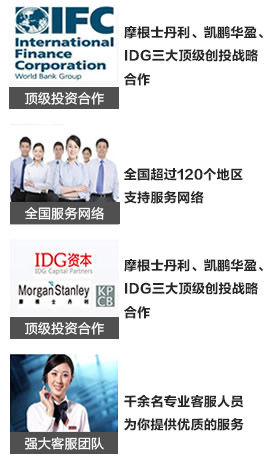 IFC
International
Finance
Corporation
World Bank Group
顶级投资合作
摩根士丹利、凯鹏华盈、
IDG三大顶级创投战略
合作
全国服务网络
全国超过120个地区
支持服务网络
IDG资本
IDG Capital Partners
MorganStanley
摩根士丹利
KP
CB
顶级投资合作
摩根士丹利、凯鹏华盈、
IDG三大顶级创投战略
合作
强大客服团队
千余名专业客服人员
为你提供优质的服务